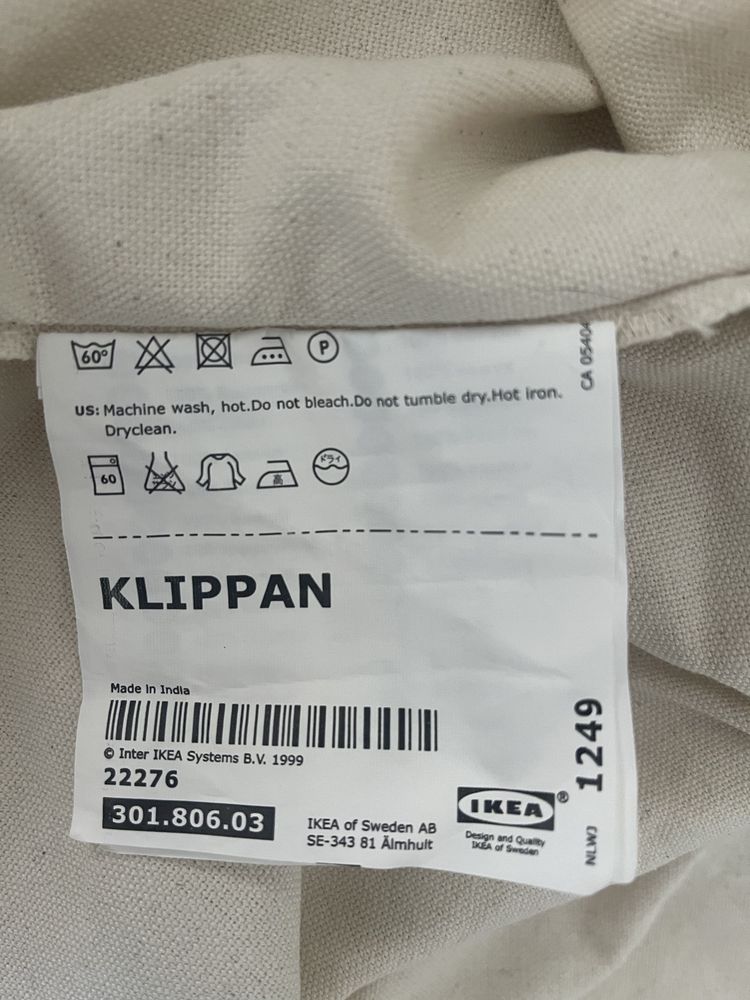 60°
P
US: Machine wash, hot.Do not bleach.Do not tumble dry.Hot iron.
Dryclean.
60
高
ドライ
KLIPPAN
Made in India
© Inter IKEA Systems B.V. 1999
22276
301.806.03
IKEA of Sweden AB
SE-343 81 Älmhult
IKEA®
Design and Quality
IKEA of Sweden
CA 05404
1249
NLW3